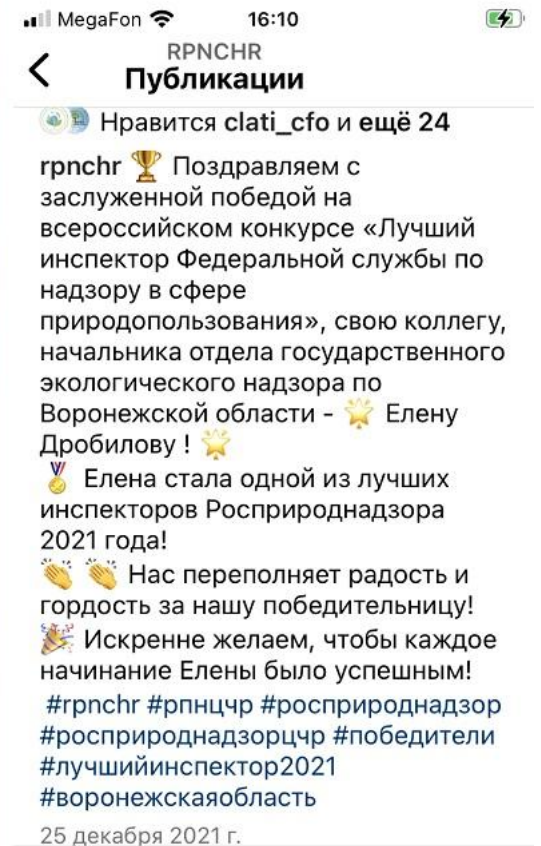 MegaFon 16:10
RPNCHR
Публикации
Нравится clati_cfo и ещё 24
rpnchr 🏆 Поздравляем с
заслуженной победой на
всероссийском конкурсе «Лучший
инспектор Федеральной службы по
надзору в сфере
природопользования», свою коллегу,
начальника отдела государственного
экологического надзора по
Воронежской области - 🌟 Елену
Дробилову ! 🌟
🏅 Елена стала одной из лучших
инспекторов Росприроднадзора
2021 года!
👏 👏 Нас переполняет радость и
гордость за нашу победительницу!
🎉 Искренне желаем, чтобы каждое
начинание Елены было успешным!
#rpnchr #рпнцчр #росприроднадзор
#росприроднадзорцчр #победители
#лучшийинспектор2021
#воронежскаяобласть
25 декабря 2021 г.